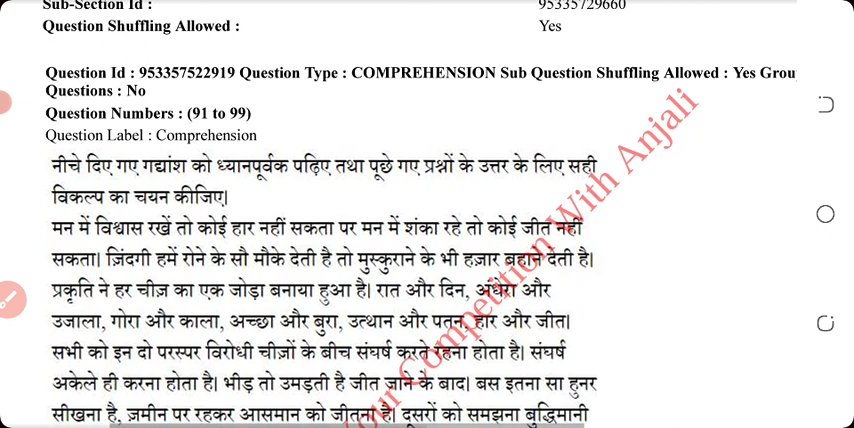 Sub-Section Id : 95335729660
Question Shuffling Allowed : Yes
Question Id : 953357522919 Question Type : COMPREHENSION Sub Question Shuffling Allowed : Yes Grou
Questions : No
Question Numbers : (91 to 99)
Question Label : Comprehension
नीचे दिए गए गद्यांश को ध्यानपूर्वक पढ़िए तथा पूछे गए प्रश्नों के उत्तर के लिए सही
विकल्प का चयन कीजिए।
मन में विश्वास रखें तो कोई हार नहीं सकता पर मन में शंका रहे तो कोई जीत नहीं
सकता। ज़िंदगी हमें रोने के सौ मौके देती है तो मुस्कुराने के भी हज़ार बहाने देती है।
प्रकृति ने हर चीज़ का एक जोड़ा बनाया हुआ है। रात और दिन, अंधेरा और
उजाला, गोरा और काला, अच्छा और बुरा, उत्थान और पतन, हार और जीत।
सभी को इन दो परस्पर विरोधी चीज़ों के बीच संघर्ष करते रहना होता है। संघर्ष
अकेले ही करना होता है। भीड़ तो उमड़ती है जीत जाने के बाद। बस इतना सा हुनर
सीखना है, ज़मीन पर रहकर आसमान को जीतना है। दूसरों को समझना बुद्धिमानी
our Competition With Anjali